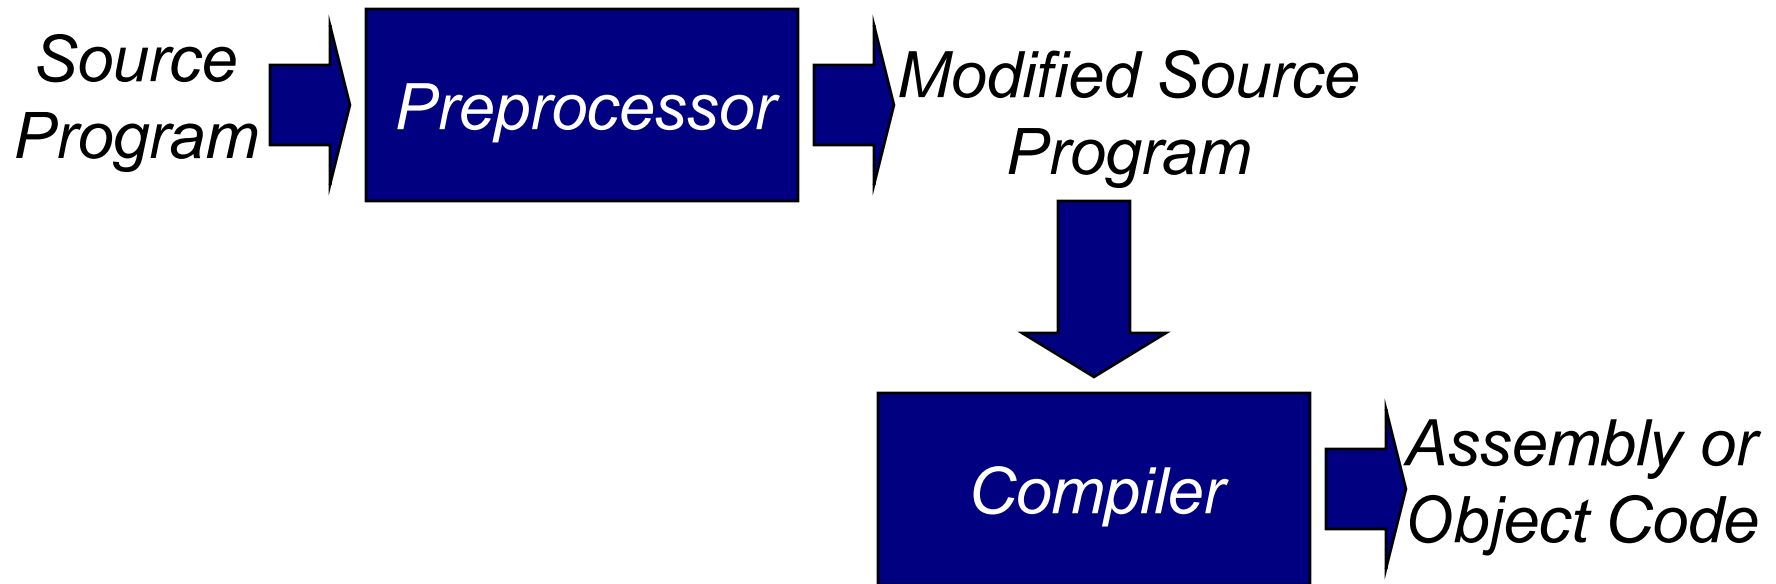 Source
Program
Preprocessor
Modified Source
Program
Compiler
Assembly or
Object Code